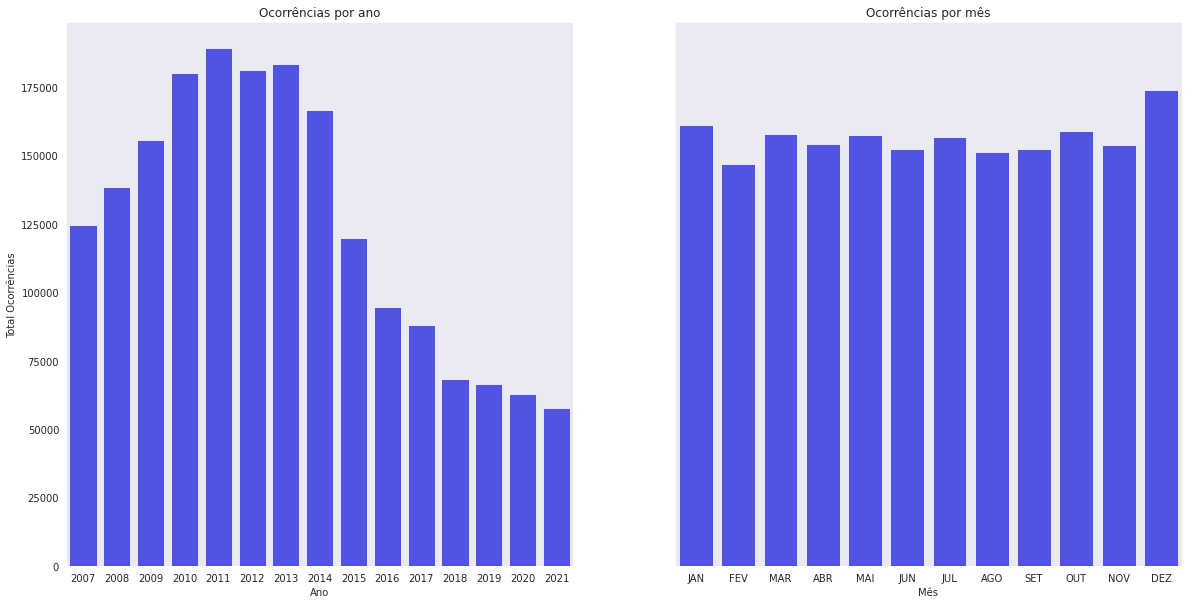 Ocorrências por ano
Total Ocorrências
175000
150000
125000
100000
75000
50000
25000
0
2007 2008 2009 2010 2011 2012 2013 2014 2015 2016 2017 2018 2019 2020 2021
Ano
Ocorrências por mês
JAN FEV MAR ABR MAI JUN JUL AGO SET OUT NOV DEZ
Mês